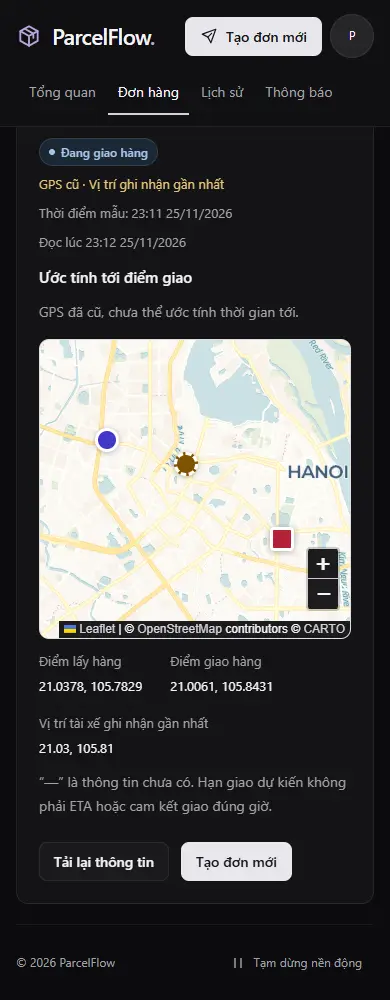 ParcelFlow.
Tạo đơn mới
P
Tổng quan
Đơn hàng
Lịch sử
Thông báo
Đang giao hàng
GPS cũ · Vị trí ghi nhận gần nhất
Thời điểm mẫu: 23:11 25/11/2026
Đọc lúc 23:12 25/11/2026
Ước tính tới điểm giao
GPS đã cũ, chưa thể ước tính thời gian tới.
Red River
HANOI
+
−
Leaflet | © OpenStreetMap contributors © CARTO
Điểm lấy hàng
21.0378, 105.7829
Điểm giao hàng
21.0061, 105.8431
Vị trí tài xế ghi nhận gần nhất
21.03, 105.81
“—” là thông tin chưa có. Hạn giao dự kiến không
phải ETA hoặc cam kết giao đúng giờ.
Tải lại thông tin
Tạo đơn mới
© 2026 ParcelFlow
Tạm dừng nền động